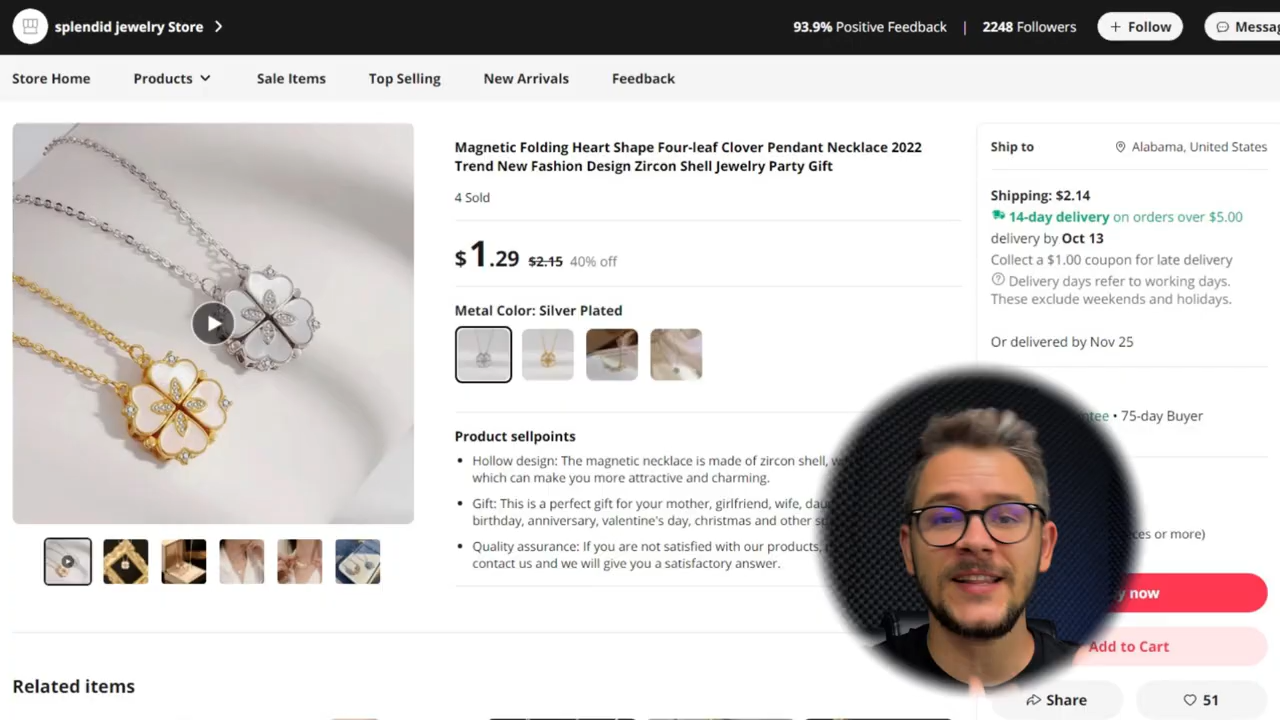 splendid jewelry Store
93.9% Positive Feedback | 2248 Followers + Follow
Store Home Products Sale Items Top Selling New Arrivals Feedback
Magnetic Folding Heart Shape Four-leaf Clover Pendant Necklace 2022
Trend New Fashion Design Zircon Shell Jewelry Party Gift
4 Sold
$1.29 $2.15 40% off
Metal Color: Silver Plated
Product sellpoints
Hollow design: The magnetic necklace is made of zircon shell,
which can make you more attractive and charming.
Gift: This is a perfect gift for your mother, girlfriend, wife,
birthday, anniversary, valentine's day, christmas and other
Quality assurance: If you are not satisfied with our products,
contact us and we will give you a satisfactory answer.
Ship to Alabama, United States
Shipping: $2.14
14-day delivery on orders over $5.00
delivery by Oct 13
Collect a $1.00 coupon for late delivery
Delivery days refer to working days.
These exclude weekends and holidays.
Or delivered by Nov 25
• 75-day Buyer
or more)
now
Add to Cart
Share 51
Related items